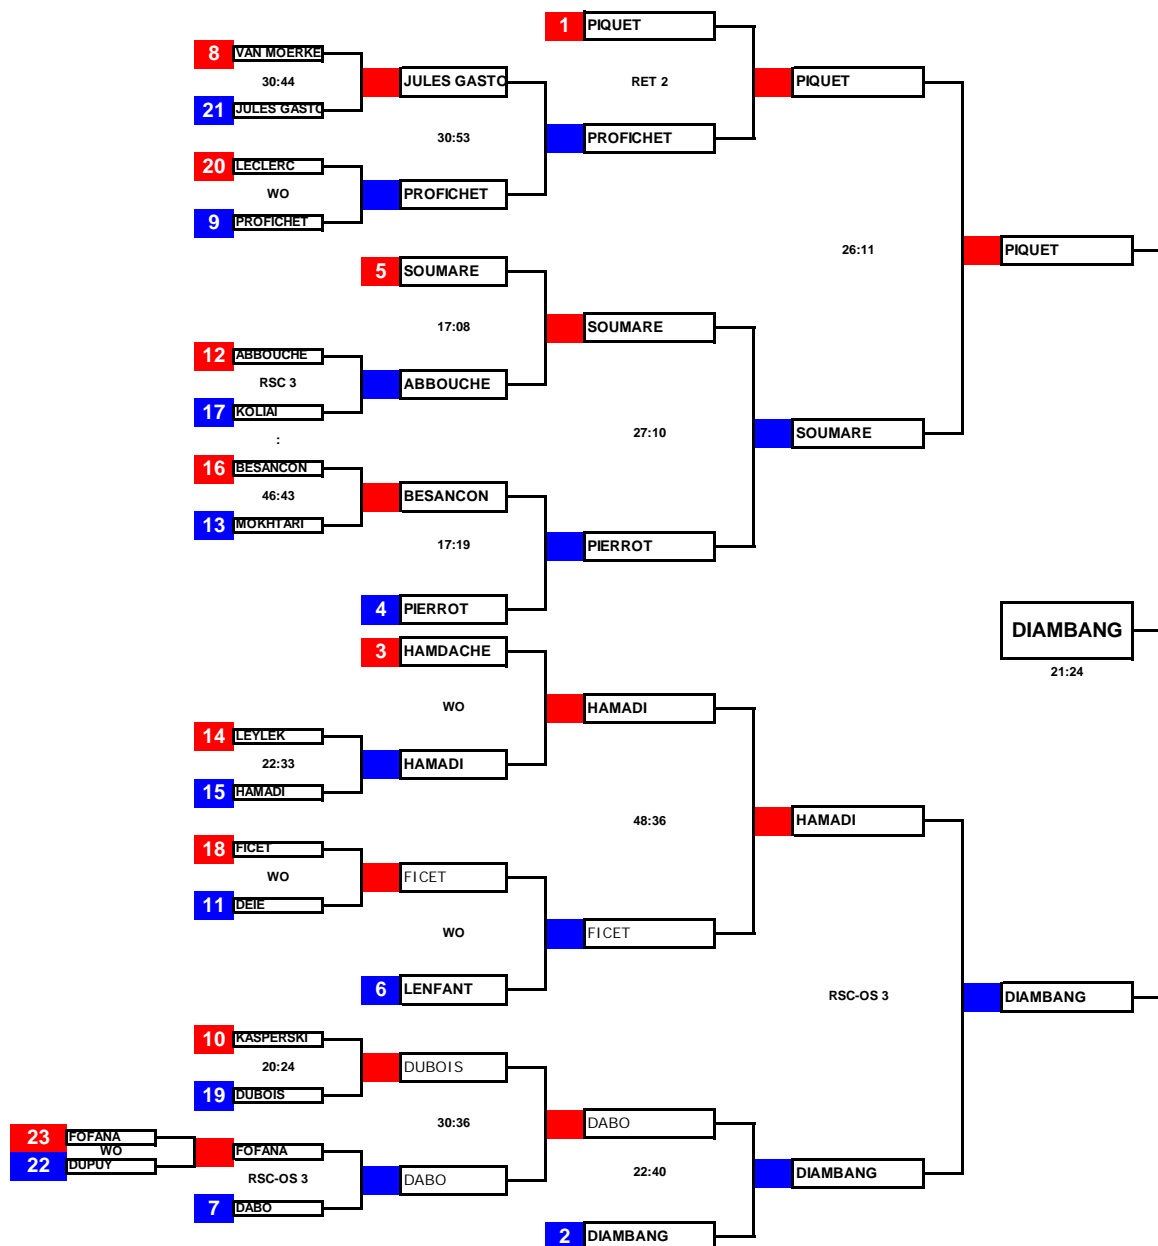 1 PIQUET
8 VAN MOERKE
30:44
JULES GASTO
RET 2
PIQUET
21 JULES GASTO
30:53
PROFICHET
20 LECLERC
WO
PROFICHET
9 PROFICHET
26:11
PIQUET
5 SOUMARE
17:08
SOUMARE
12 ABBOUCHE
RSC 3
ABBOUCHE
17 KOLIAI
27:10
SOUMARE
:
16 BESANCON
46:43
BESANCON
13 MOKHTARI
17:19
PIERROT
4 PIERROT
DIAMBANG
21:24
3 HAMDACHE
WO
HAMADI
14 LEYLEK
22:33
HAMADI
15 HAMADI
48:36
HAMADI
18 FICET
WO
FICET
11 DEIE
WO
FICET
6 LENFANT
RSC-OS 3
DIAMBANG
10 KASPERSKI
20:24
DUBOIS
19 DUBOIS
30:36
DABO
23 FOFANA
WO
22 DUPUY
FOFANA
RSC-OS 3
DABO
7 DABO
22:40
DIAMBANG
2 DIAMBANG